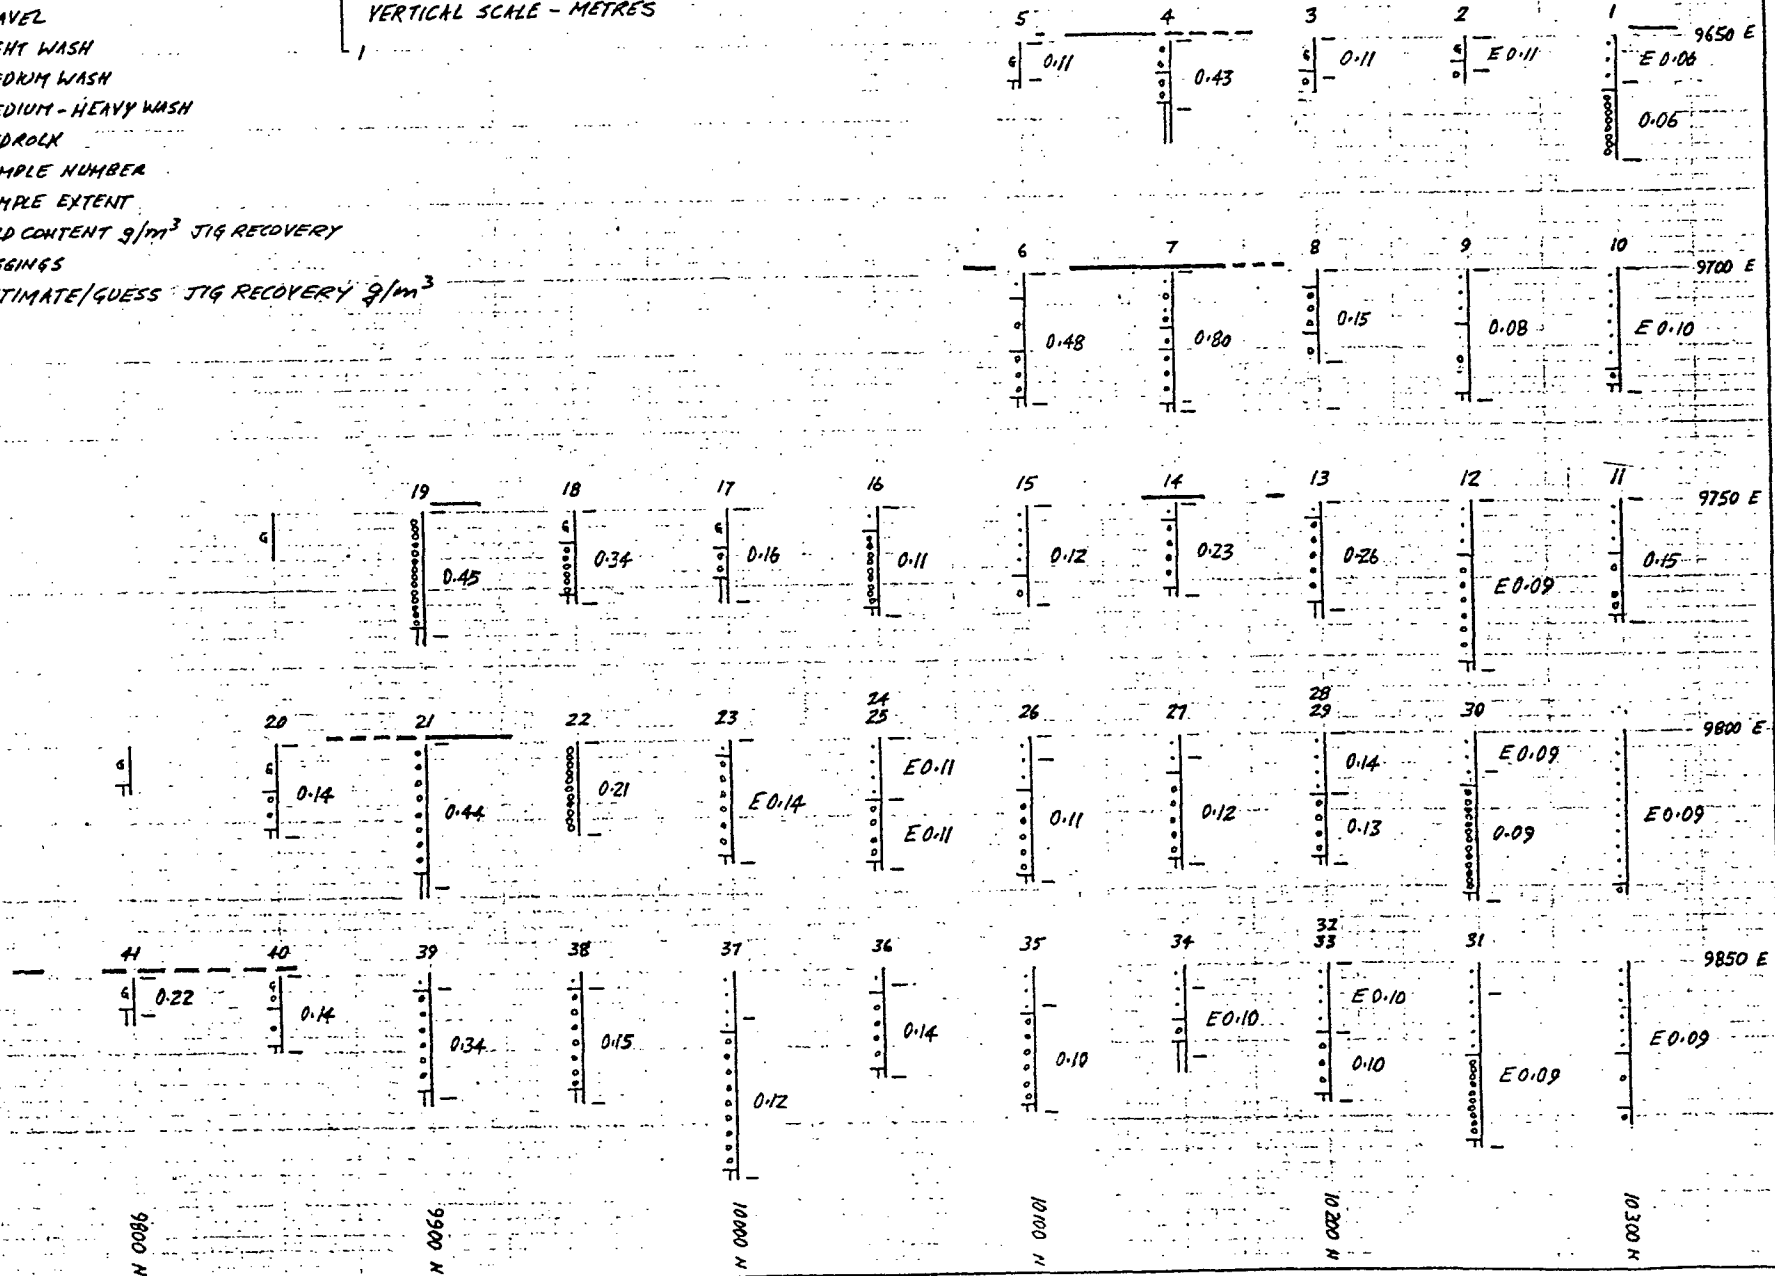 AVEL
GHT WASH
EDIUM WASH
EDIUM-HEAVY WASH
EDROCK
MPLE NUMBER
MPLE EXTENT
LD CONTENT g/m³ JIG RECOVERY
GGINGS
TIMATE/GUESS JIG RECOVERY g/m³
VERTICAL SCALE - METRES
1
5 4 3 2 1
9650 E
G 0.11 0.43 G 0.11 G E 0.11 E 0.06
0.06
6 7 8 9 10
9700 E
0.48 0.80 0.15 0.08 E 0.10
19 18 17 16 15 14 13 12 11
9750 E
G 0.45 G 0.34 G 0.16 0.11 0.12 0.23 0.26 E 0.09 0.15
24 28
20 21 22 23 25 26 27 29 30
9800 E
E 0.11 0.14 E 0.09
G G 0.14 0.44 0.21 E 0.14 E 0.11 0.11 0.12 0.13 0.09 E 0.09
32
41 40 39 38 37 36 35 34 33 31
9850 E
G 0.22 G 0.14 0.34 0.15 0.12 0.14 0.10 E 0.10 E 0.10 E 0.09 E 0.09
0.10
9800 N
9900 N
10000 N
10100 N
10200 N
10300 N